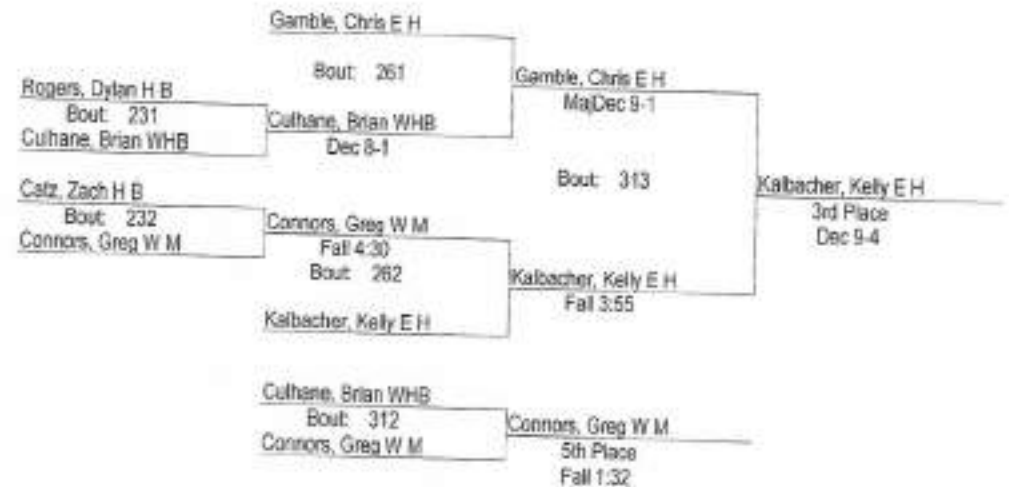 Gamble, Chris E H
Bout: 261
Rogers, Dylan H B
Bout: 231
Culhane, Brian WHB
Culhane, Brian WHB
Dec 8-1
Gamble, Chris E H
MajDec 9-1
Bout: 313
Catz, Zach H B
Bout: 232
Connors, Greg W M
Connors, Greg W M
Fall 4:30
Bout: 262
Kalbacher, Kelly E H
Kalbacher, Kelly E H
Fall 3:55
Kalbacher, Kelly E H
3rd Place
Dec 9-4
Culhane, Brian WHB
Bout: 312
Connors, Greg W M
Connors, Greg W M
5th Place
Fall 1:32